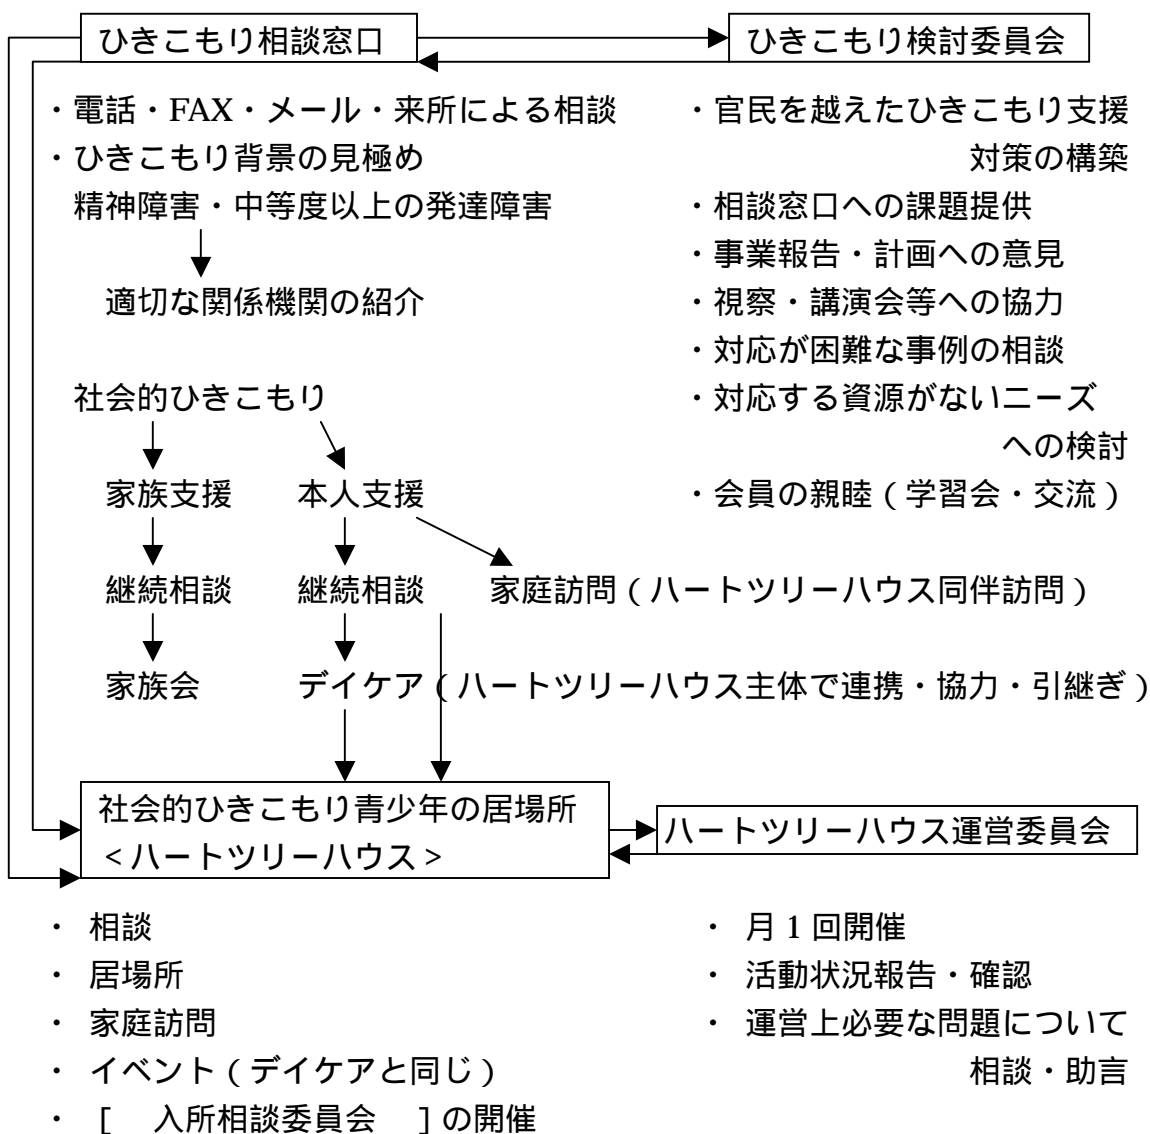 ひきこもり相談窓口
ひきこもり検討委員会
・電話・FAX・メール・来所による相談
・ひきこもり背景の見極め
精神障害・中等度以上の発達障害
適切な関係機関の紹介
・官民を越えたひきこもり支援
対策の構築
・相談窓口への課題提供
・事業報告・計画への意見
・視察・講演会等への協力
・対応が困難な事例の相談
・対応する資源がないニーズ
への検討
・会員の親睦(学習会・交流)
社会的ひきこもり
家族支援 本人支援
継続相談 継続相談 家庭訪問(ハートツリーハウス同伴訪問)
家族会 デイケア(ハートツリーハウス主体で連携・協力・引継ぎ)
社会的ひきこもり青少年の居場所
<ハートツリーハウス>
ハートツリーハウス運営委員会
・ 相談
・ 居場所
・ 家庭訪問
・ イベント(デイケアと同じ)
・ [ 入所相談委員会 ]の開催
・ 月1回開催
・ 活動状況報告・確認
・ 運営上必要な問題について
相談・助言